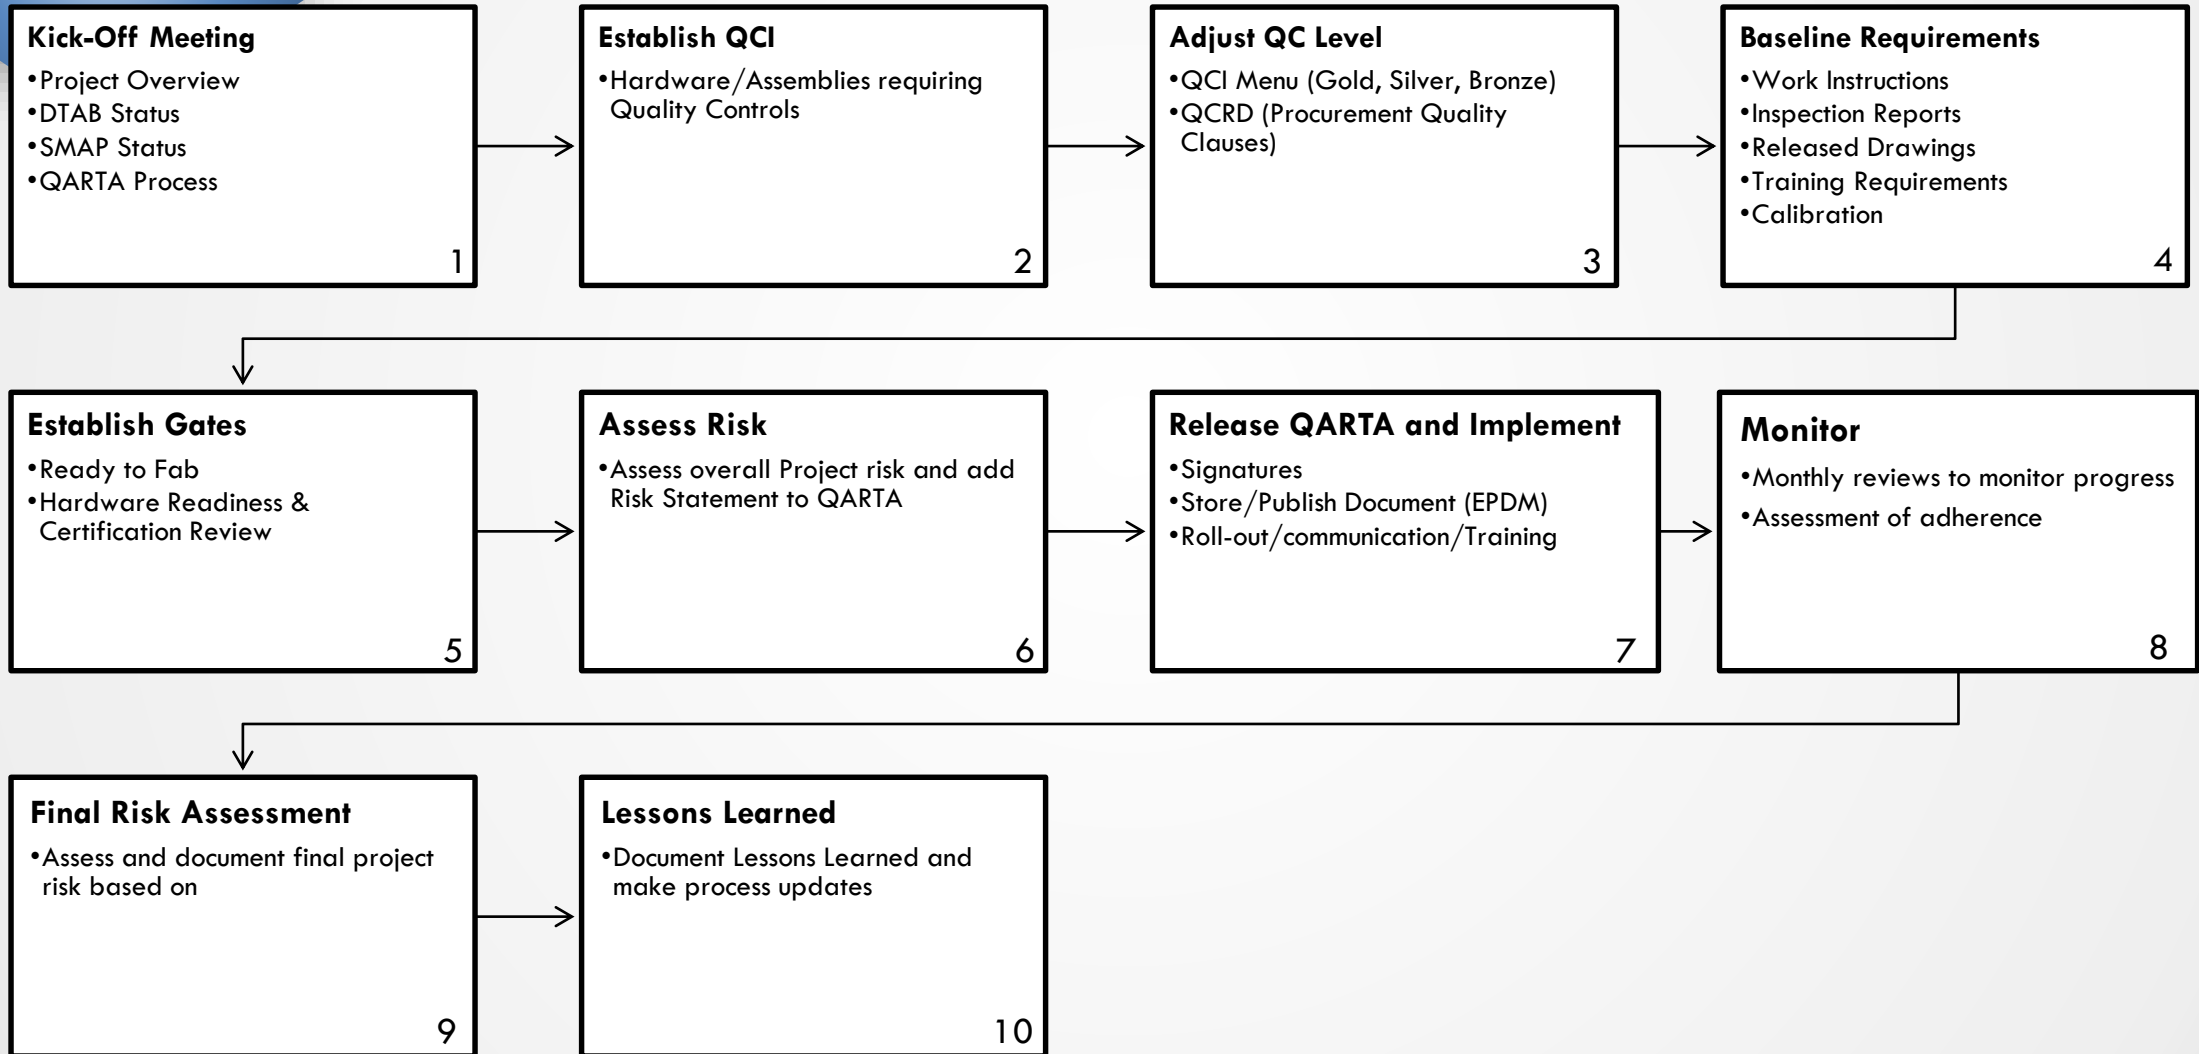 Kick-Off Meeting
•Project Overview
•DTAB Status
•SMAP Status
•QARTA Process
1
Establish QCI
•Hardware/Assemblies requiring
Quality Controls
2
Adjust QC Level
•QCI Menu (Gold, Silver, Bronze)
•QCRD (Procurement Quality
Clauses)
3
Baseline Requirements
•Work Instructions
•Inspection Reports
•Released Drawings
•Training Requirements
•Calibration
4
Establish Gates
•Ready to Fab
•Hardware Readiness &
Certification Review
5
Assess Risk
•Assess overall Project risk and add
Risk Statement to QARTA
6
Release QARTA and Implement
•Signatures
•Store/Publish Document (EPDM)
•Roll-out/communication/Training
7
Monitor
•Monthly reviews to monitor progress
•Assessment of adherence
8
Final Risk Assessment
•Assess and document final project
risk based on
9
Lessons Learned
•Document Lessons Learned and
make process updates
10